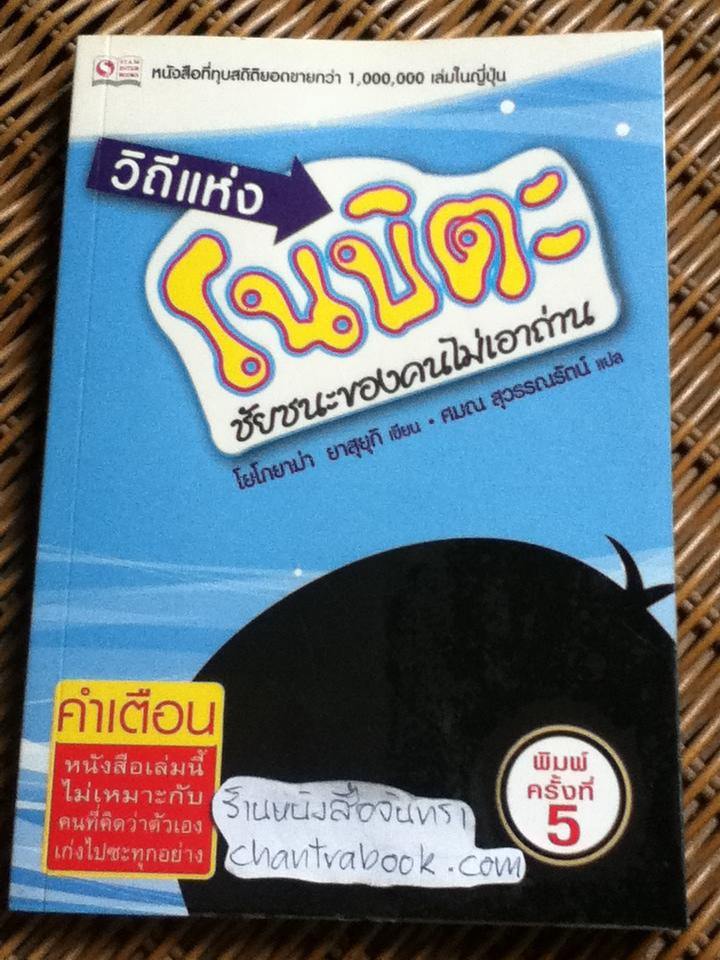 SIAM
INTER
BOOKS
หนังสือที่ทุบสถิติยอดขายกว่า 1,000,000 เล่มในญี่ปุ่น
วิถีแห่ง
โนบิตะ
ชัยชนะของคนไม่เอาถ่าน
โยโกยาม่า ยาสุยุกิ เขียน • ศมณ สุวรรณรัตน์ แปล
คำเตือน
หนังสือเล่มนี้
ไม่เหมาะกับ
คนที่คิดว่าตัวเอง
เก่งไปซะทุกอย่าง
พิมพ์
ครั้งที่
5
ร้านหนังสือจันทรา
chantrabook.com